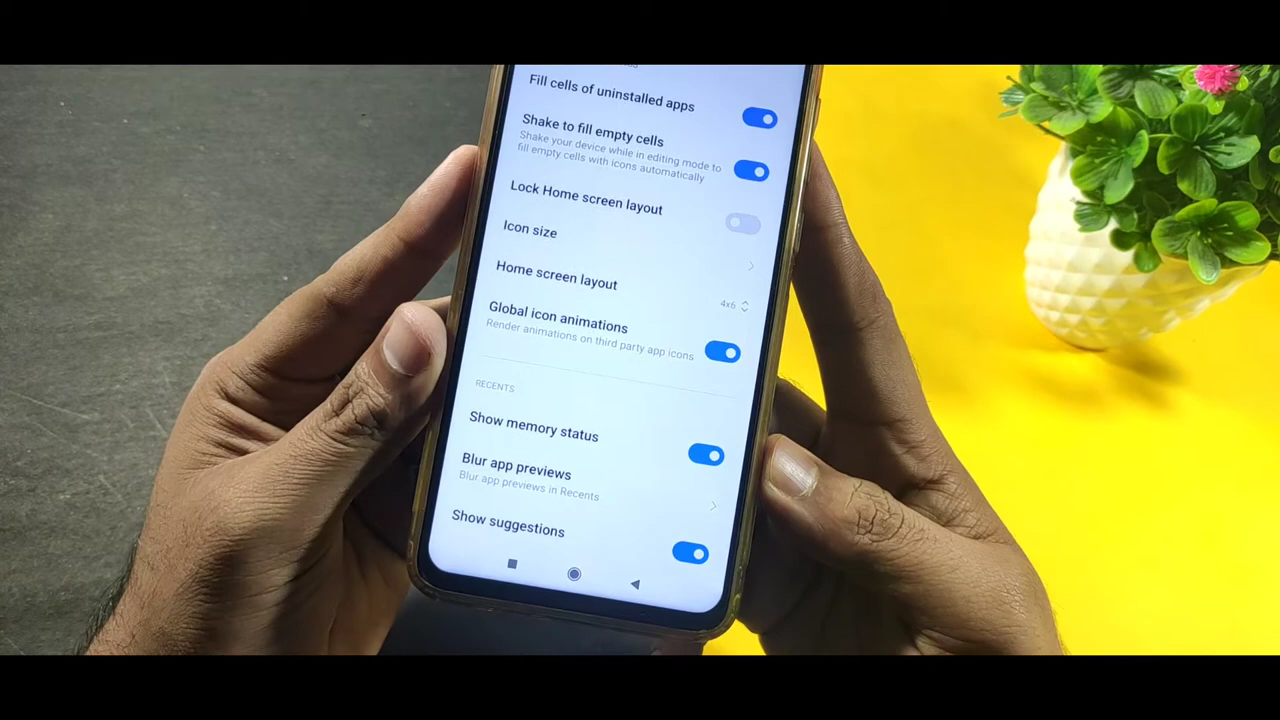 Fill cells of uninstalled apps
Shake to fill empty cells
Shake your device while in editing mode to
fill empty cells with icons automatically
Lock Home screen layout
Icon size
Home screen layout
4x6
Global icon animations
Render animations on third party app icons
RECENTS
Show memory status
Blur app previews
Blur app previews in Recents
Show suggestions